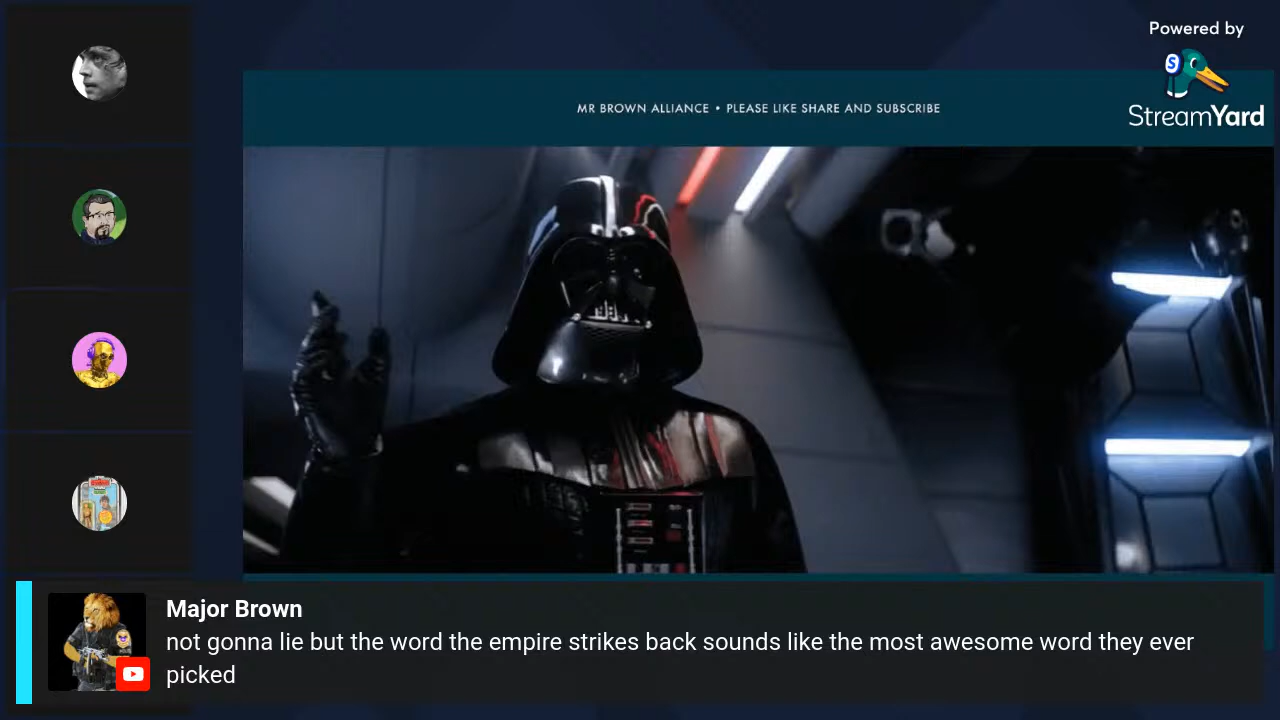 Powered by
S
StreamYard
MR BROWN ALLIANCE • PLEASE LIKE SHARE AND SUBSCRIBE
Major Brown
not gonna lie but the word the empire strikes back sounds like the most awesome word they ever
picked